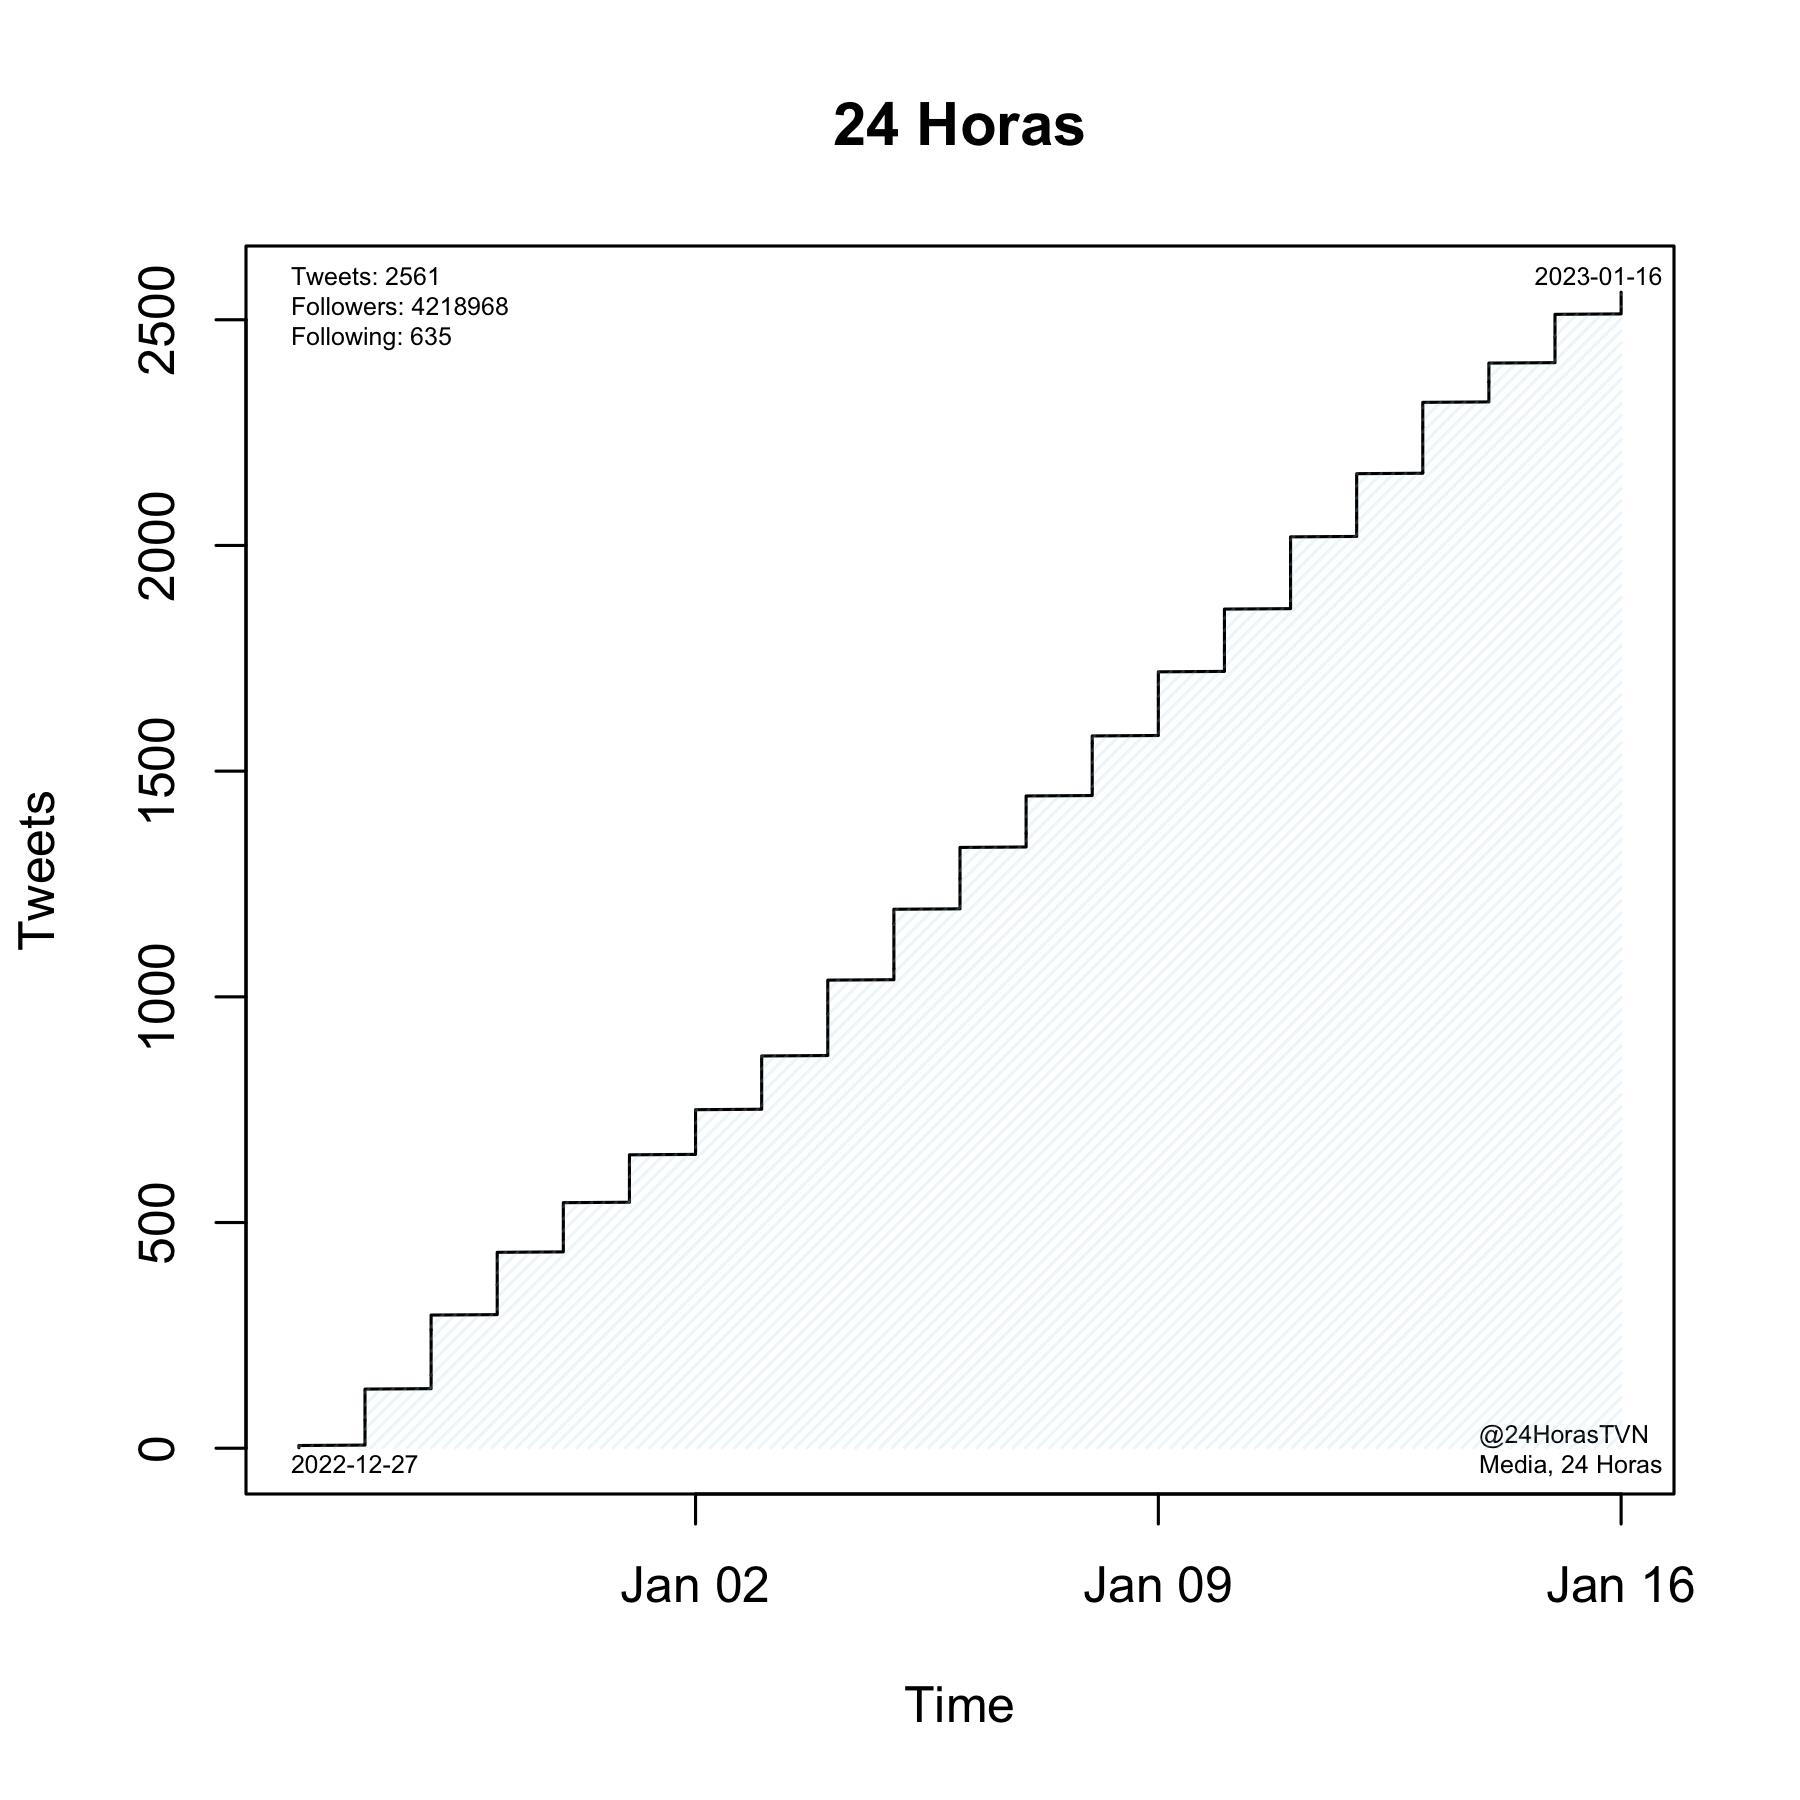 24 Horas
Tweets: 2561
Followers: 4218968
Following: 635
2023-01-16
2500
2000
1500
1000
500
0
Tweets
2022-12-27
@24HorasTVN
Media, 24 Horas
Jan 02
Jan 09
Jan 16
Time